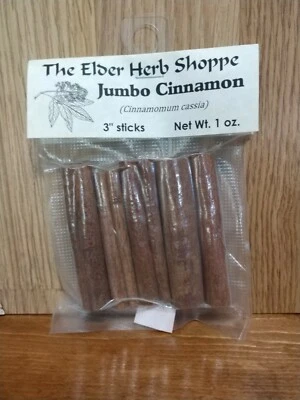 The Elder Herb Shoppe
Jumbo Cinnamon
(Cinnamomum cassia)
3" sticks Net Wt. 1 oz.